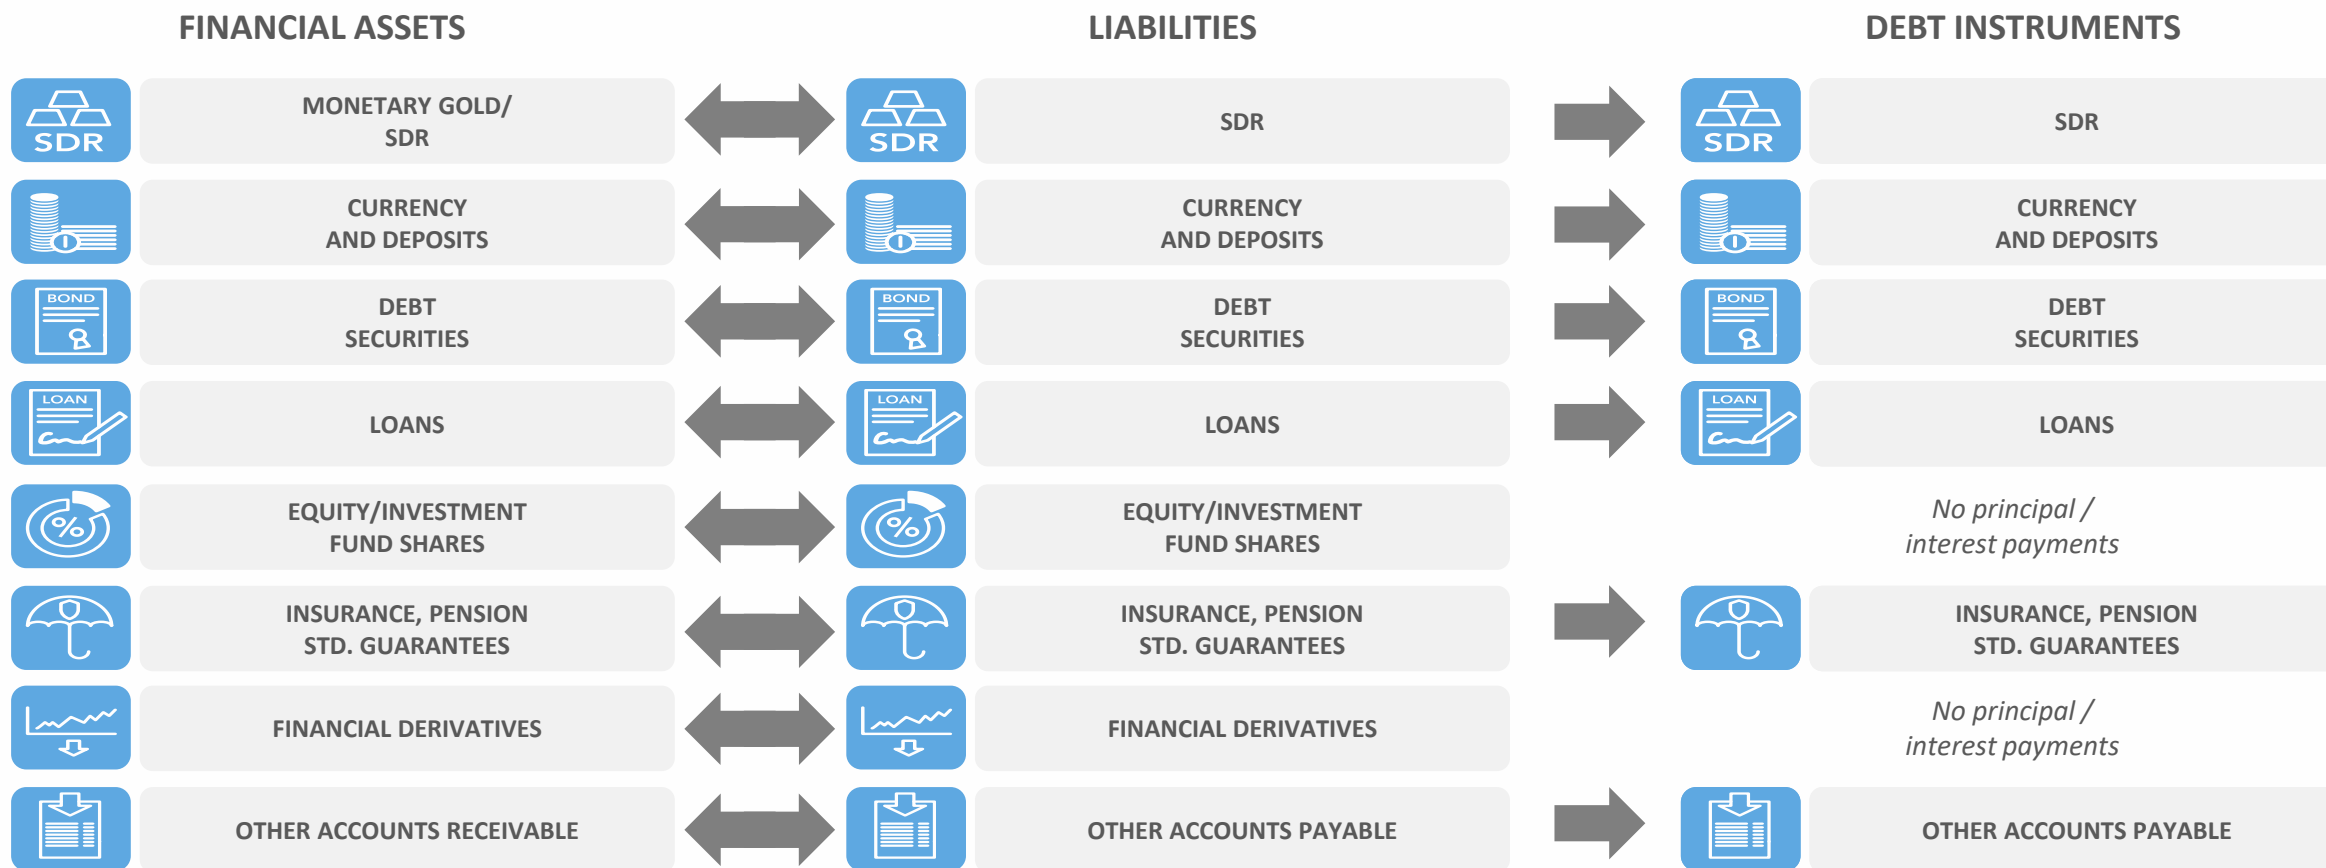 FINANCIAL ASSETS
LIABILITIES
DEBT INSTRUMENTS
SDR
MONETARY GOLD/
SDR
SDR
SDR
SDR
SDR
CURRENCY
AND DEPOSITS
CURRENCY
AND DEPOSITS
CURRENCY
AND DEPOSITS
BOND
DEBT
SECURITIES
BOND
DEBT
SECURITIES
BOND
DEBT
SECURITIES
LOAN
LOANS
LOAN
LOANS
LOAN
LOANS
%
EQUITY/INVESTMENT
FUND SHARES
%
EQUITY/INVESTMENT
FUND SHARES
No principal /
interest payments
INSURANCE, PENSION
STD. GUARANTEES
INSURANCE, PENSION
STD. GUARANTEES
INSURANCE, PENSION
STD. GUARANTEES
FINANCIAL DERIVATIVES
FINANCIAL DERIVATIVES
No principal /
interest payments
OTHER ACCOUNTS RECEIVABLE
OTHER ACCOUNTS PAYABLE
OTHER ACCOUNTS PAYABLE